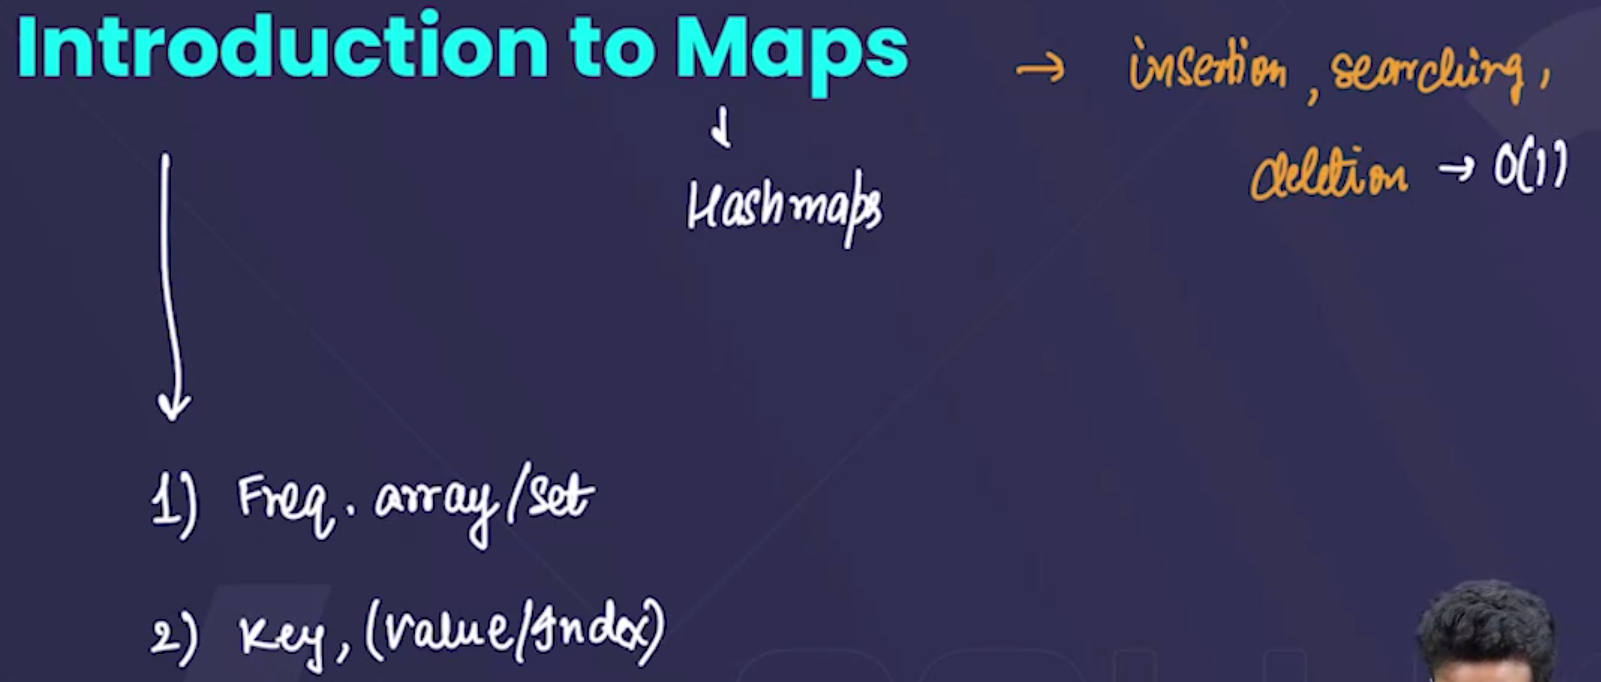 Introduction to Maps → insertion, searching,
deletion → O(1)
Hashmaps
1) Freq. array/set
2) Key, (Value/Index)